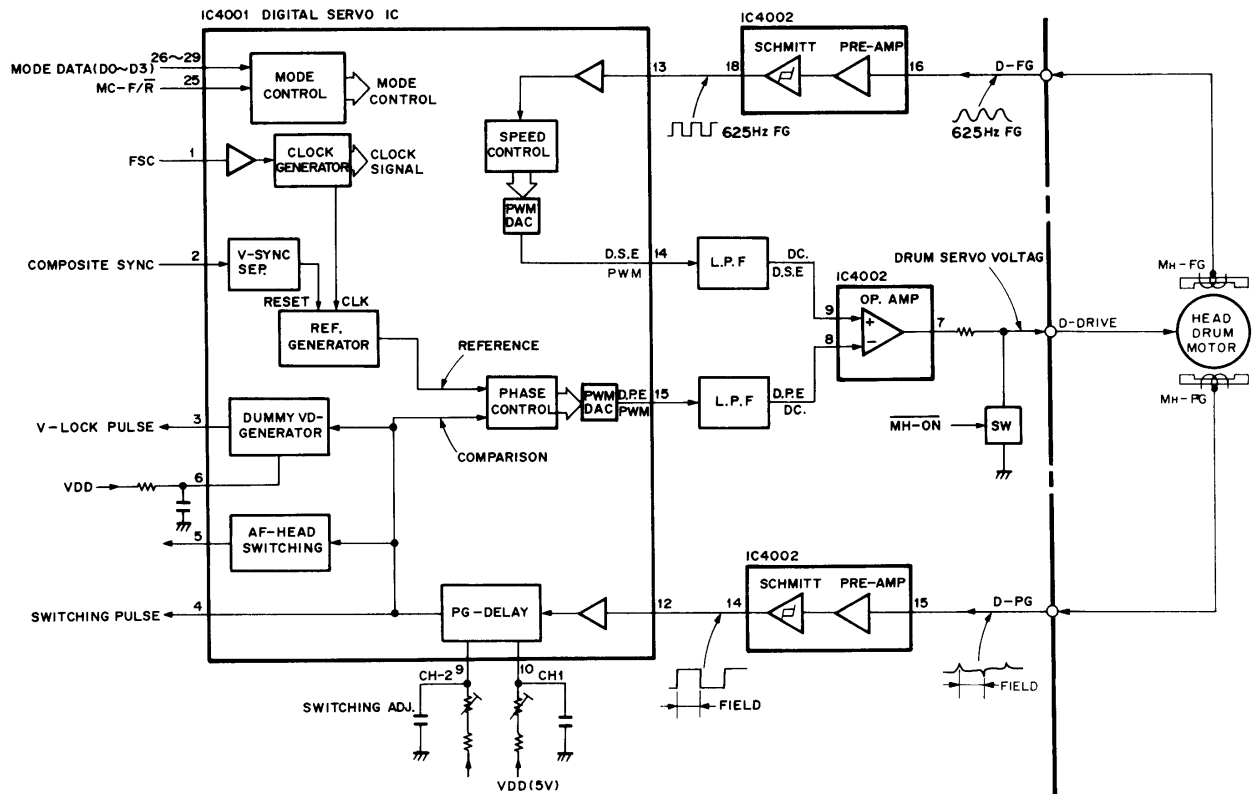 IC4001 DIGITAL SERVO IC
IC4002
26～29
MODE DATA(D0～D3)
25
MC-F/R̅
MODE
CONTROL
MODE
CONTROL
13
18
SCHMITT
PRE-AMP
16
D-FG
625Hz FG
625Hz FG
SPEED
CONTROL
1
FSC
CLOCK
GENERATOR
CLOCK
SIGNAL
PWM
DAC
2
COMPOSITE SYNC
V-SYNC
SEP.
D.S.E
PWM
14
L.P.F
DC.
D.S.E
DRUM SERVO VOLTAG
MH-FG
IC4002
OP. AMP
RESET
CLK
REF.
GENERATOR
9
+
8
−
7
D-DRIVE
HEAD
DRUM
MOTOR
REFERENCE
PHASE
CONTROL
PWM
DAC
D.P.E
PWM
15
L.P.F
D.P.E
DC.
MH-PG
3
V-LOCK PULSE
DUMMY VD-
GENERATOR
M̅H̅-̅O̅N̅
SW
COMPARISON
6
VDD
5
AF-HEAD
SWITCHING
IC4002
4
SWITCHING PULSE
PG-DELAY
12
14
SCHMITT
PRE-AMP
15
D-PG
9
10
CH-2
CH1
SWITCHING ADJ.
FIELD
FIELD
VDD(5V)